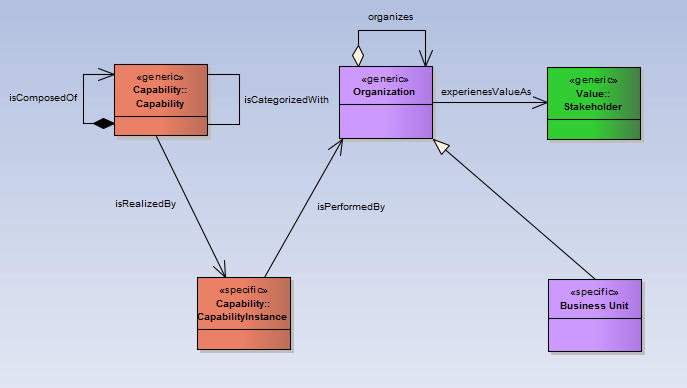 organizes
«generic»
Capability::
Capability
isComposedOf
isCategorizedWith
«generic»
Organization
experienesValueAs
«generic»
Value::
Stakeholder
isRealizedBy
isPerformedBy
«specific»
Capability::
CapabilityInstance
«specific»
Business Unit